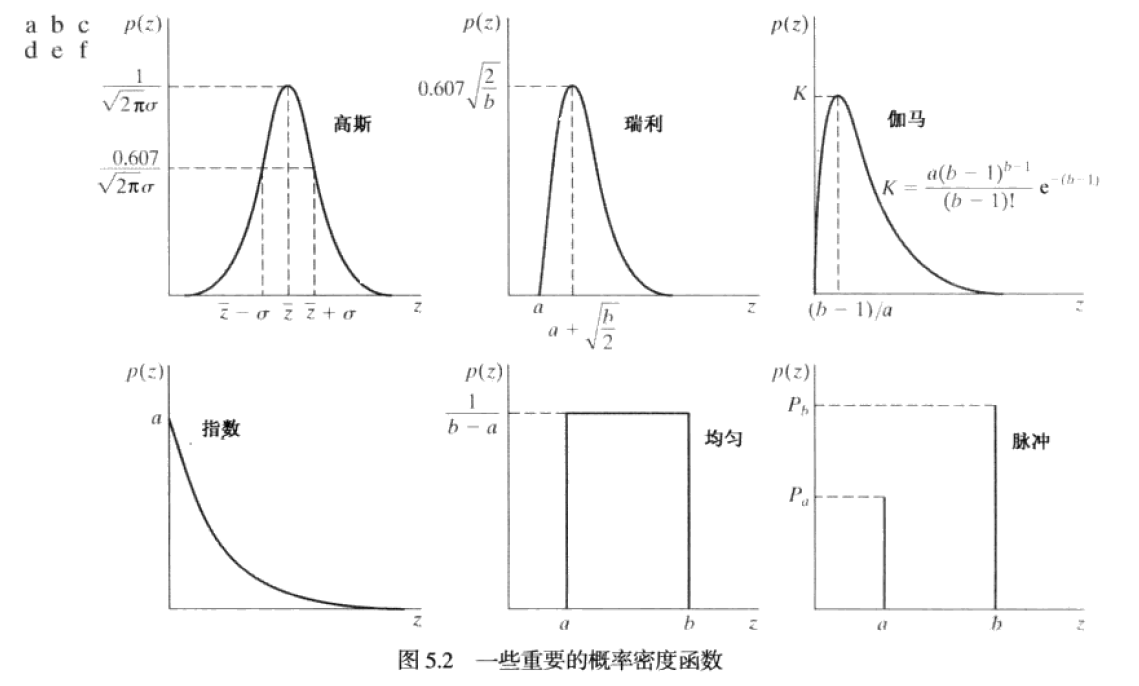 a b c
d e f
p(z)
1/√2πσ
0.607/√2πσ
高斯
z̄ − σ z̄ z̄ + σ z
p(z)
0.607√2/b
瑞利
a z
a + √b/2
p(z)
K
伽马
K = a(b − 1)^(b−1)/(b − 1)! e^−(b−1)
(b − 1)/a z
p(z)
a
指数
z
p(z)
1/b − a
均匀
a b z
p(z)
P_b
脉冲
P_a
a b z
图 5.2 一些重要的概率密度函数